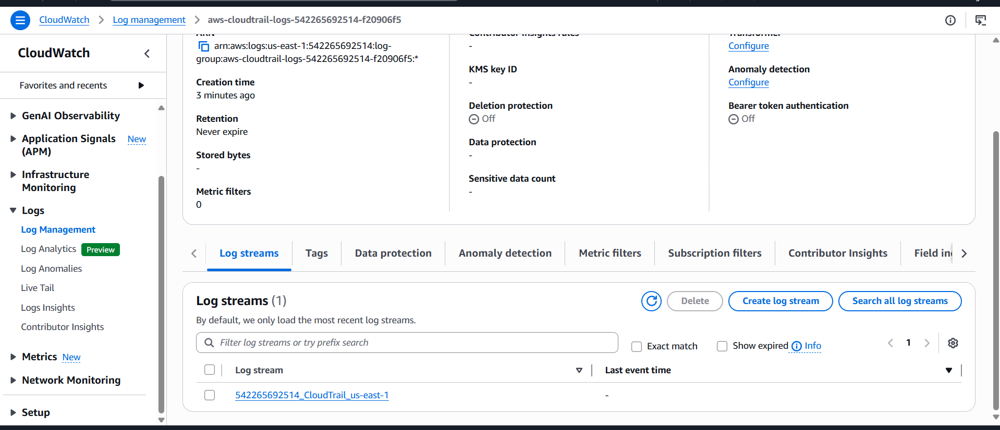 CloudWatch
Log management
aws-cloudtrail-logs-542265692514-f20906f5
CloudWatch
Favorites and recents
GenAI Observability
Application Signals
(APM)
New
Infrastructure
Monitoring
Logs
Log Management
Log Analytics
Preview
Log Anomalies
Live Tail
Logs Insights
Contributor Insights
Metrics
New
Network Monitoring
Setup
ARN
arn:aws:logs:us-east-1:542265692514:log-
group:aws-cloudtrail-logs-542265692514-f20906f5:*
Creation time
3 minutes ago
Retention
Never expire
Stored bytes
-
Metric filters
0
Contributor Insights rules
-
KMS key ID
-
Deletion protection
Off
Data protection
-
Sensitive data count
-
Transformer
Configure
Anomaly detection
Configure
Bearer token authentication
Off
Log streams
Tags
Data protection
Anomaly detection
Metric filters
Subscription filters
Contributor Insights
Field in
Log streams (1)
Delete
Create log stream
Search all log streams
By default, we only load the most recent log streams.
Filter log streams or try prefix search
Exact match
Show expired
Info
1
Log stream
Last event time
542265692514_CloudTrail_us-east-1
-